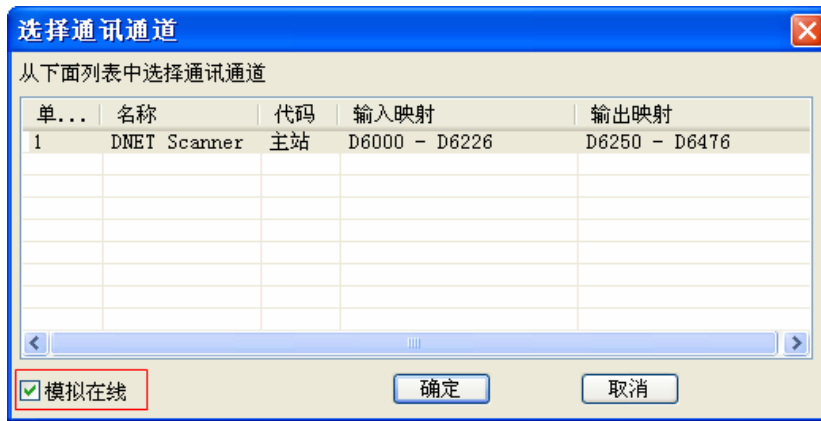 选择通讯通道
从下面列表中选择通讯通道
单... 名称 代码 输入映射 输出映射
1 DNET Scanner 主站 D6000 - D6226 D6250 - D6476
模拟在线 确定 取消